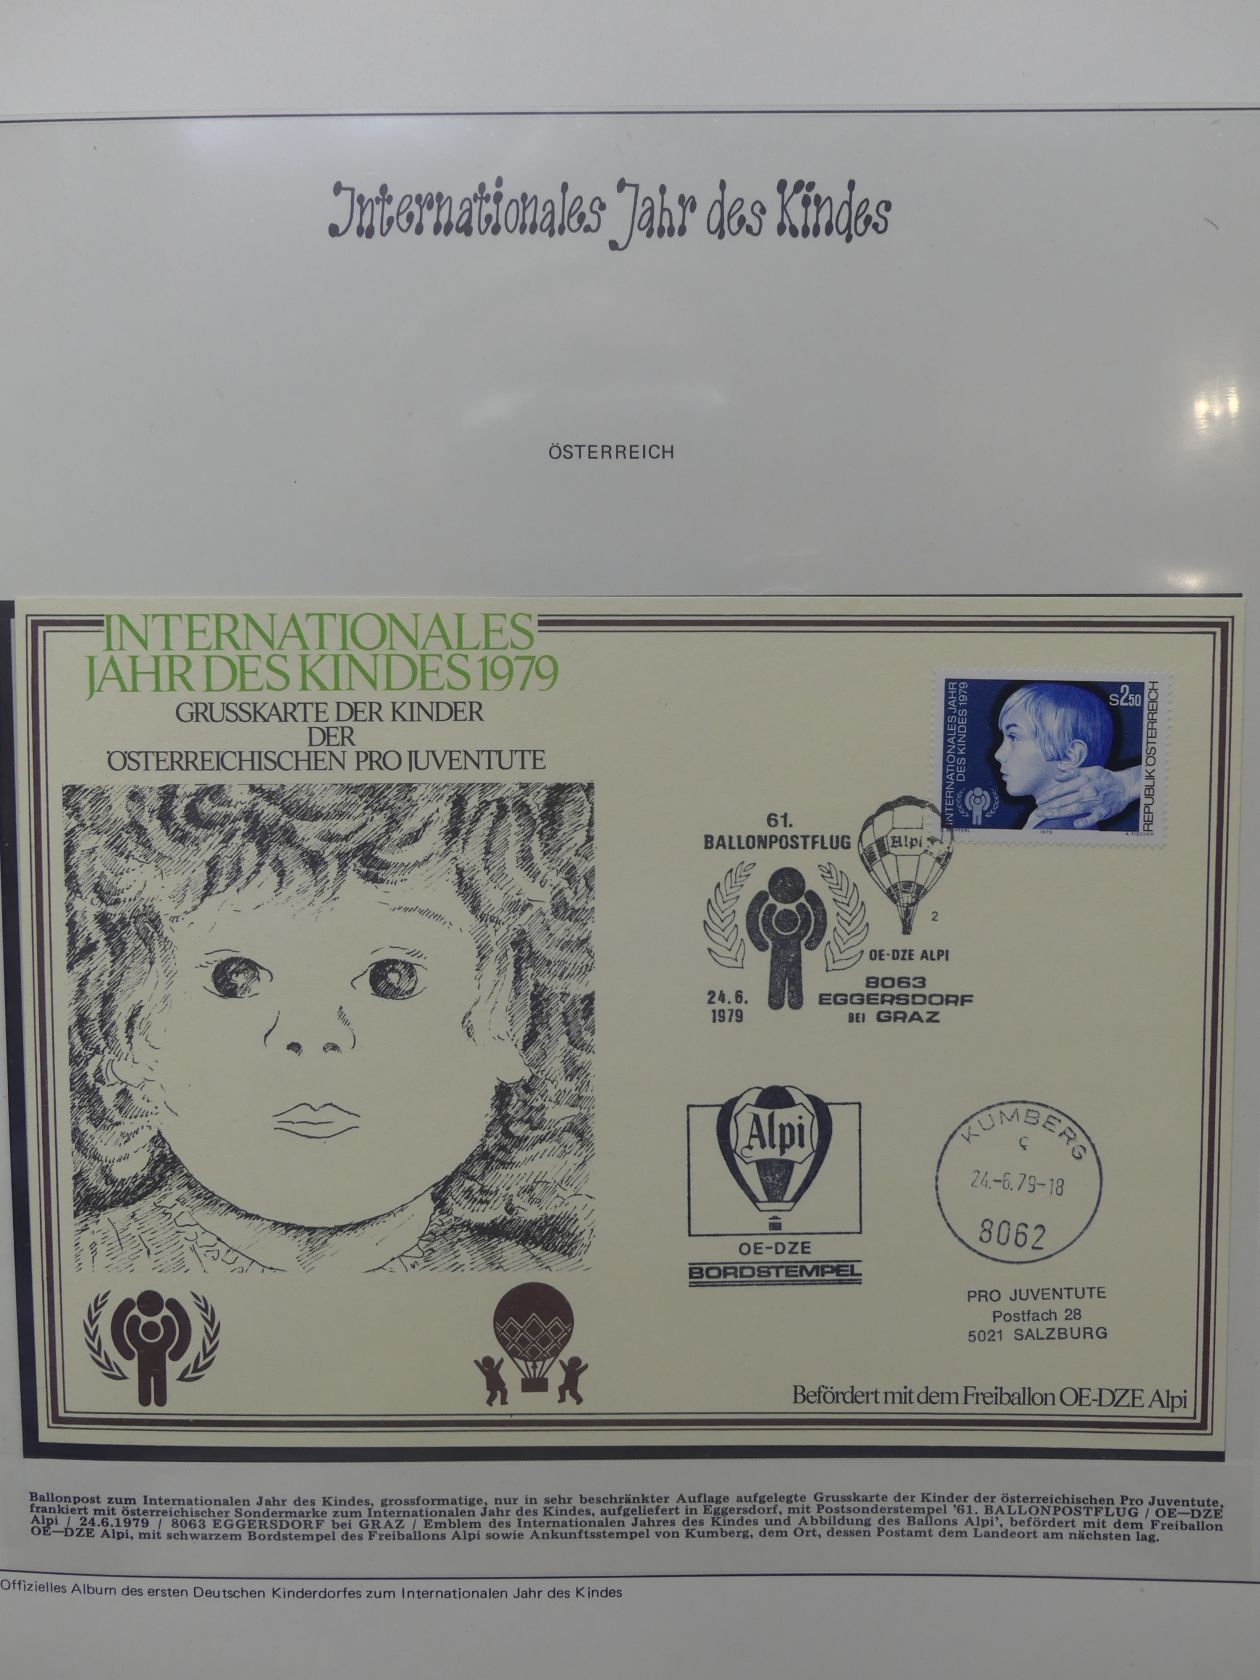 Internationales Jahr des Kindes
ÖSTERREICH
INTERNATIONALES
JAHR DES KINDES 1979
GRUSSKARTE DER KINDER
DER
ÖSTERREICHISCHEN PRO JUVENTUTE
INTERNATIONALES JAHR
DES KINDES 1979
S2.50
REPUBLIK ÖSTERREICH
1979
A. FISCHER
61.
BALLONPOSTFLUG
Alpi
2
OE-DZE ALPI
24.6.
1979
8063
EGGERSDORF
BEI GRAZ
Alpi
OE-DZE
BORDSTEMPEL
KUMBERG
c
24.-6.79-18
8062
PRO JUVENTUTE
Postfach 28
5021 SALZBURG
Befördert mit dem Freiballon OE-DZE Alpi
Ballonpost zum Internationalen Jahr des Kindes, grossformatige, nur in sehr beschränkter Auflage aufgelegte Grusskarte der Kinder der österreichischen Pro Juventute,
frankiert mit österreichischer Sondermarke zum Internationalen Jahr des Kindes, aufgeliefert in Eggersdorf, mit Postsonderstempel '61. BALLONPOSTFLUG / OE—DZE
Alpi / 24.6.1979 / 8063 EGGERSDORF bei GRAZ / Emblem des Internationalen Jahres des Kindes und Abbildung des Ballons Alpi', befördert mit dem Freiballon
OE—DZE Alpi, mit schwarzem Bordstempel des Freiballons Alpi sowie Ankunftsstempel von Kumberg, dem Ort, dessen Postamt dem Landeort am nächsten lag.
Offizielles Album des ersten Deutschen Kinderdorfes zum Internationalen Jahr des Kindes